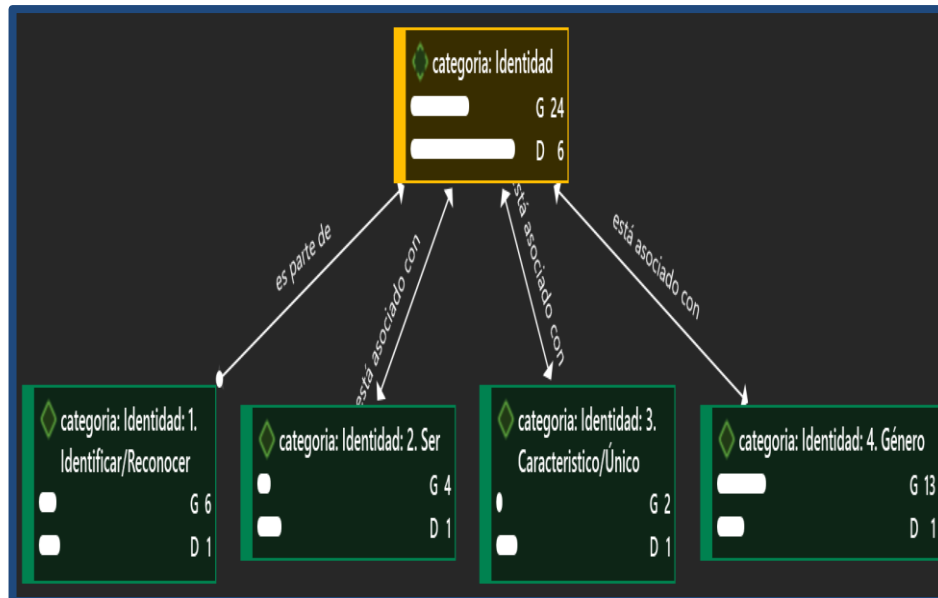 categoria: Identidad
G 24
D 6
es parte de
está asociado con
está asociado con
está asociado con
categoria: Identidad: 1.
Identificar/Reconocer
G 6
D 1
categoria: Identidad: 2. Ser
G 4
D 1
categoria: Identidad: 3.
Caracteristico/Único
G 2
D 1
categoria: Identidad: 4. Género
G 13
D 1